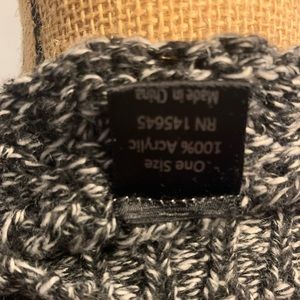 One Size
100% Acrylic
RN 145645
Made in China